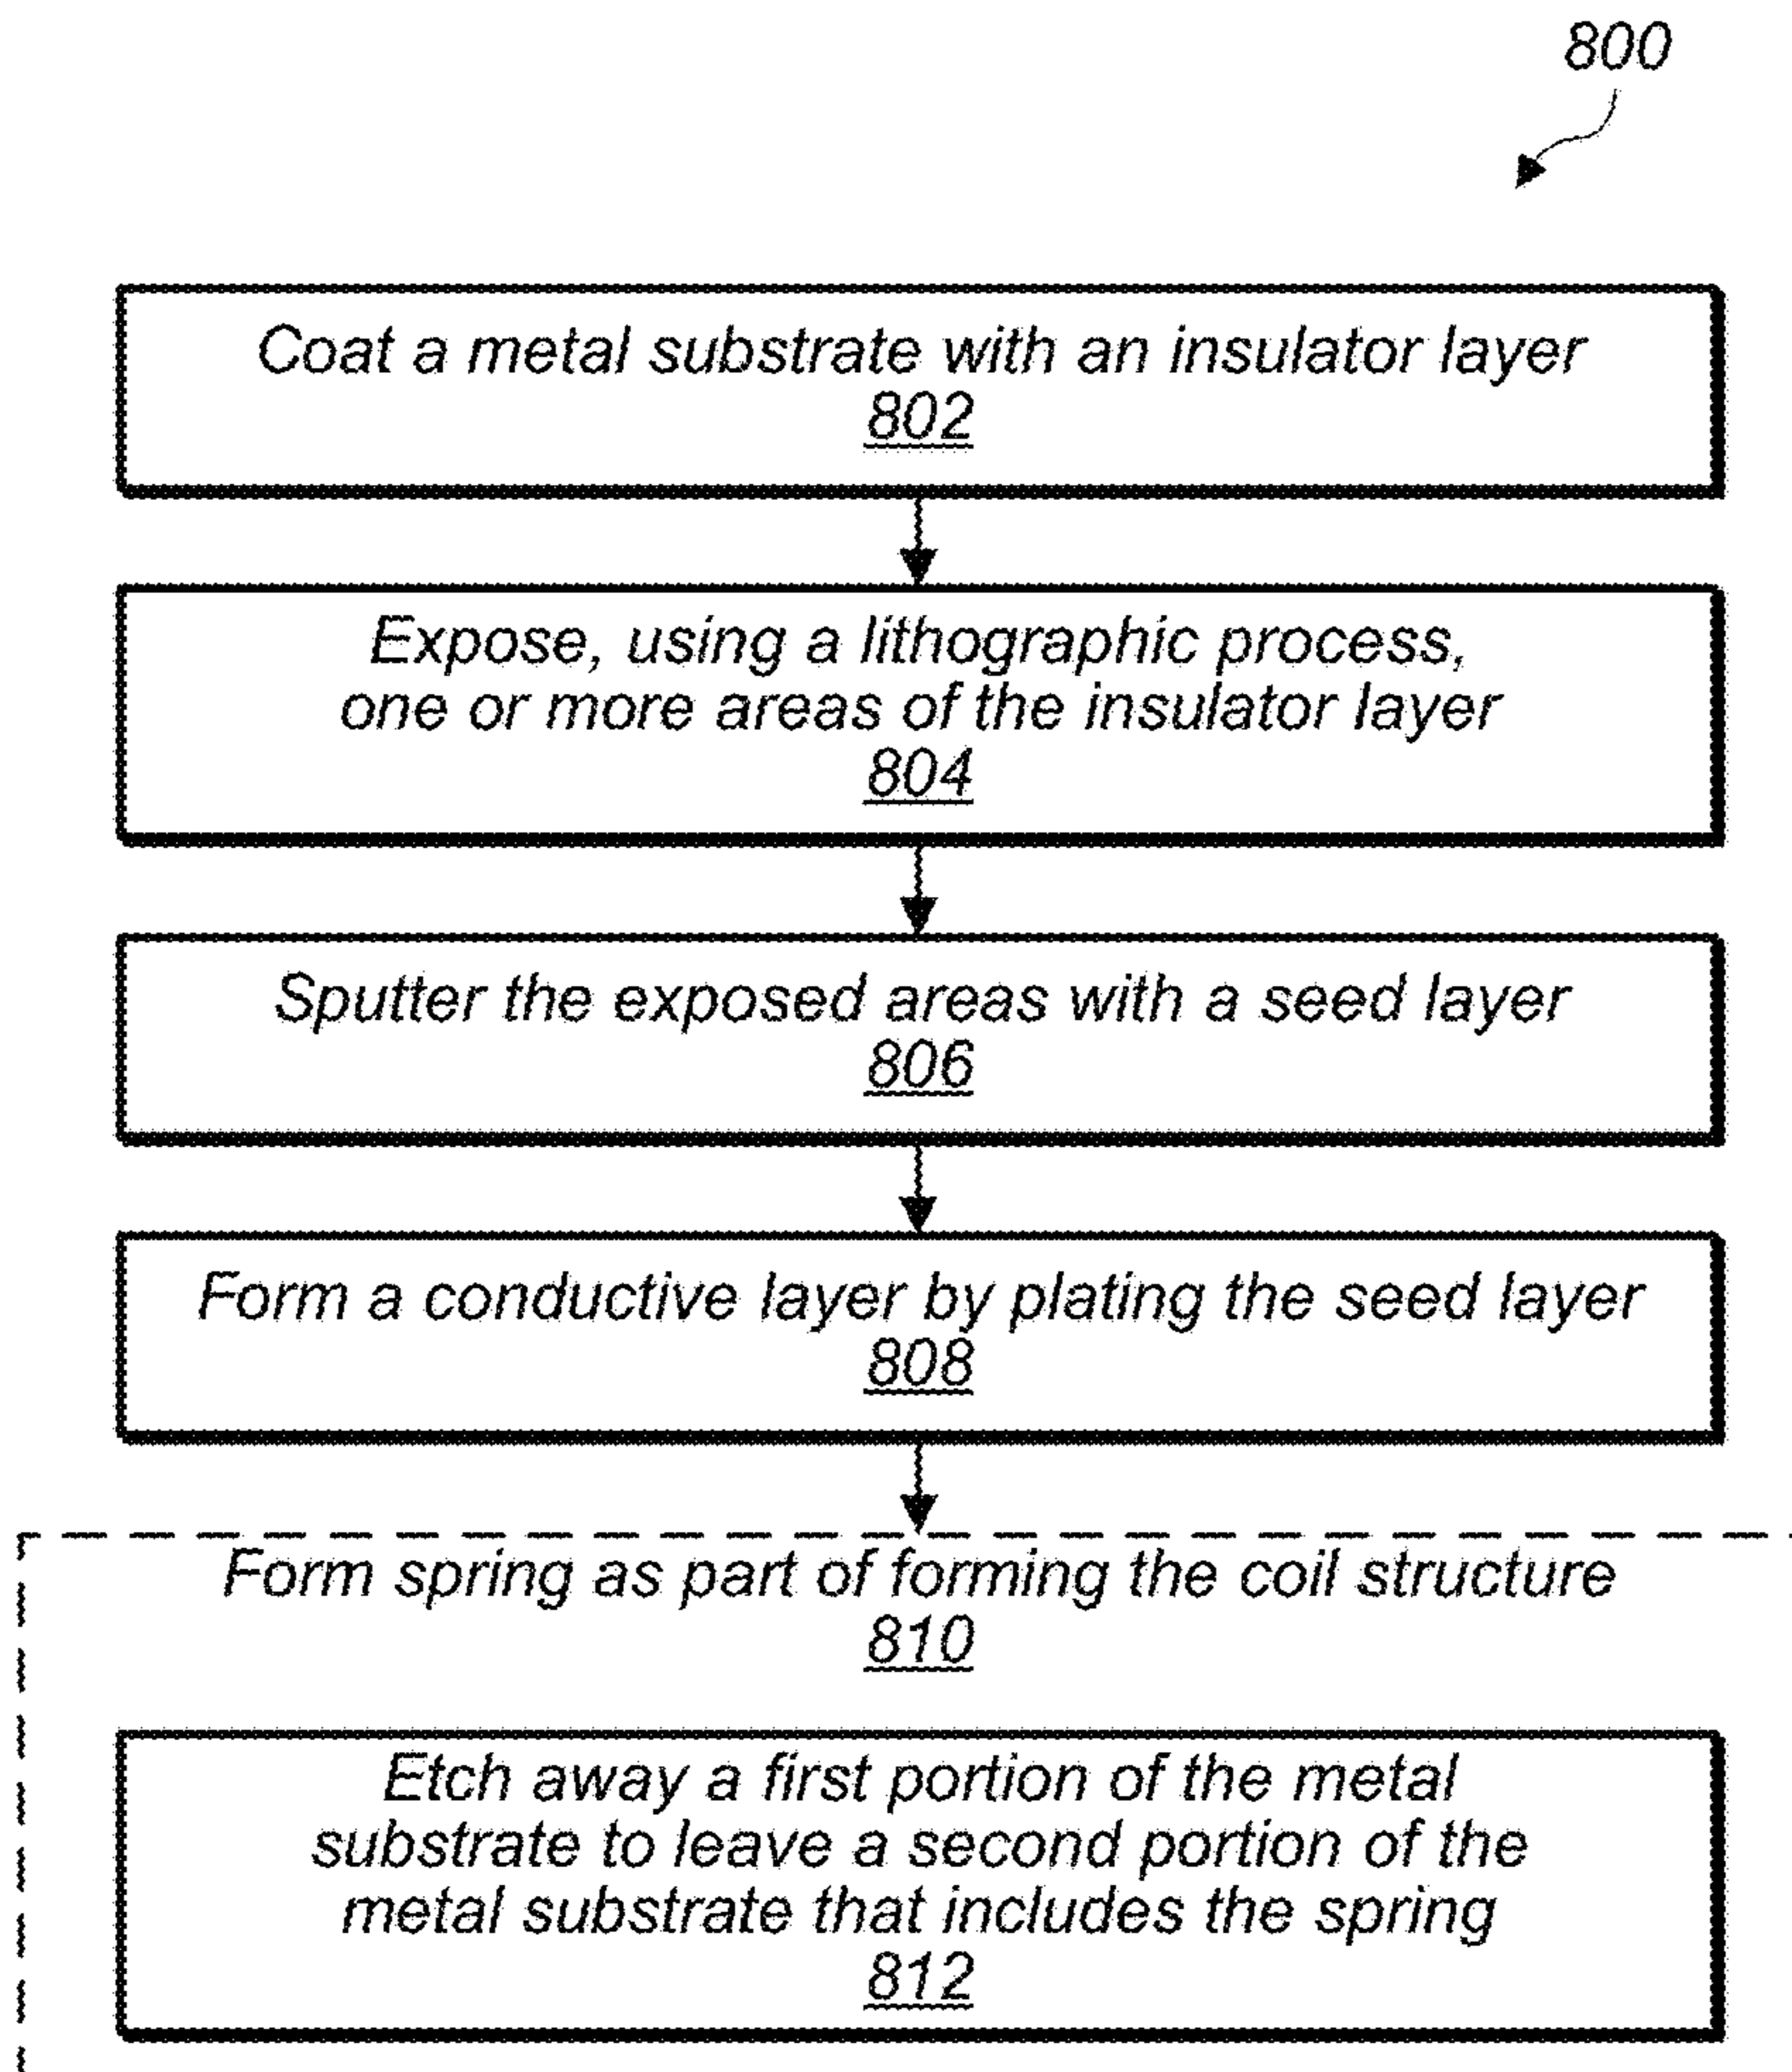 800
Coat a metal substrate with an insulator layer
802
Expose, using a lithographic process,
one or more areas of the insulator layer
804
Sputter the exposed areas with a seed layer
806
Form a conductive layer by plating the seed layer
808
Form spring as part of forming the coil structure
810
Etch away a first portion of the metal
substrate to leave a second portion of the
metal substrate that includes the spring
812